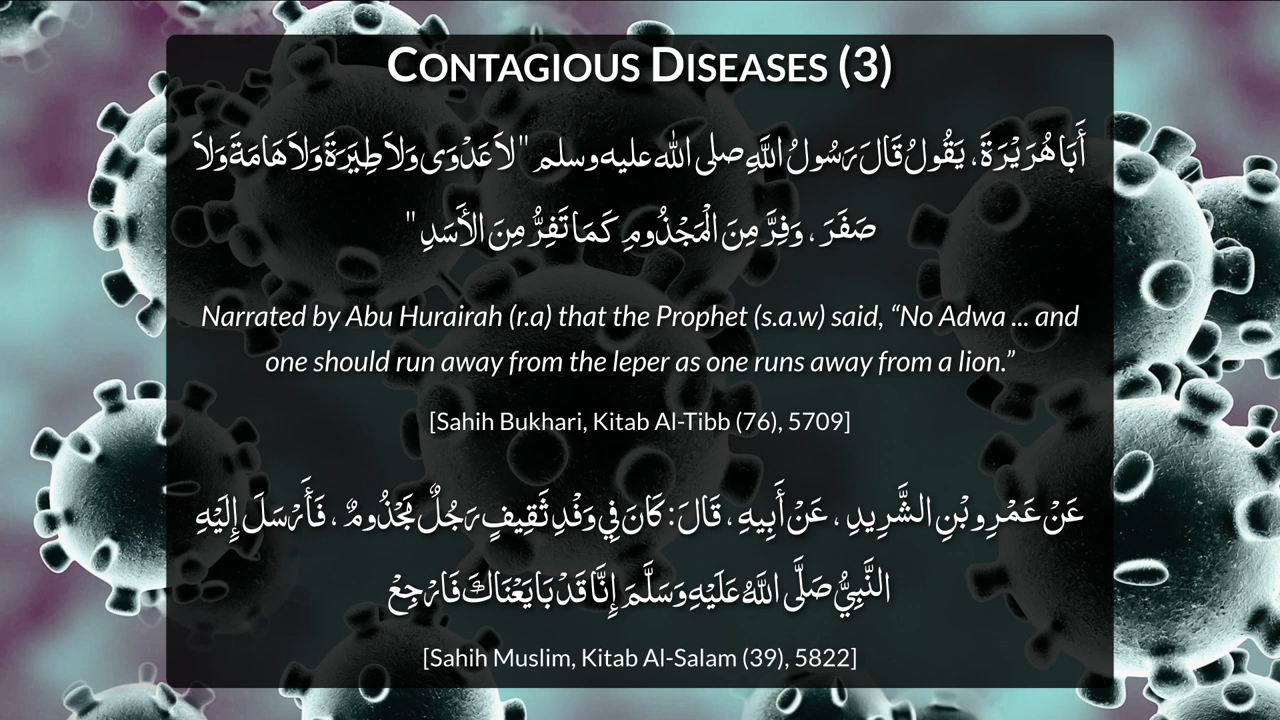 CONTAGIOUS DISEASES (3)
أَبَا هُرَيْرَةَ، يَقُولُ قَالَ رَسُولُ اللَّهِ صلى الله عليه وسلم "لاَ عَدْوَى وَلاَ طِيَرَةَ وَلاَ هَامَةَ وَلاَ
صَفَرَ، وَفِرَّ مِنَ الْمَجْذُومِ كَمَا تَفِرُّ مِنَ الأَسَدِ"
Narrated by Abu Hurairah (r.a) that the Prophet (s.a.w) said, “No Adwa ... and
one should run away from the leper as one runs away from a lion.”
[Sahih Bukhari, Kitab Al-Tibb (76), 5709]
عَنْ عَمْرِو بْنِ الشَّرِيدِ، عَنْ أَبِيهِ، قَالَ: كَانَ فِي وَفْدِ ثَقِيفٍ رَجُلٌ مَجْذُومٌ، فَأَرْسَلَ إِلَيْهِ
النَّبِيُّ صَلَّى اللَّهُ عَلَيْهِ وَسَلَّمَ إِنَّا قَدْ بَايَعْنَاكَ فَارْجِعْ
[Sahih Muslim, Kitab Al-Salam (39), 5822]